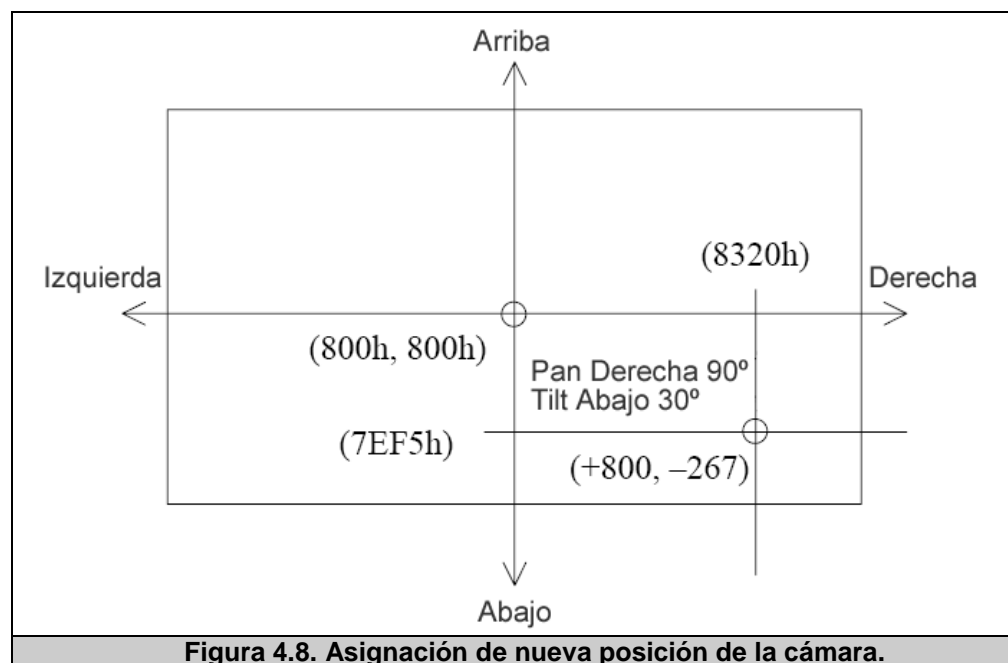 Arriba
(8320h)
Izquierda
Derecha
(800h, 800h)
Pan Derecha 90º
Tilt Abajo 30º
(7EF5h)
(+800, –267)
Abajo
Figura 4.8. Asignación de nueva posición de la cámara.